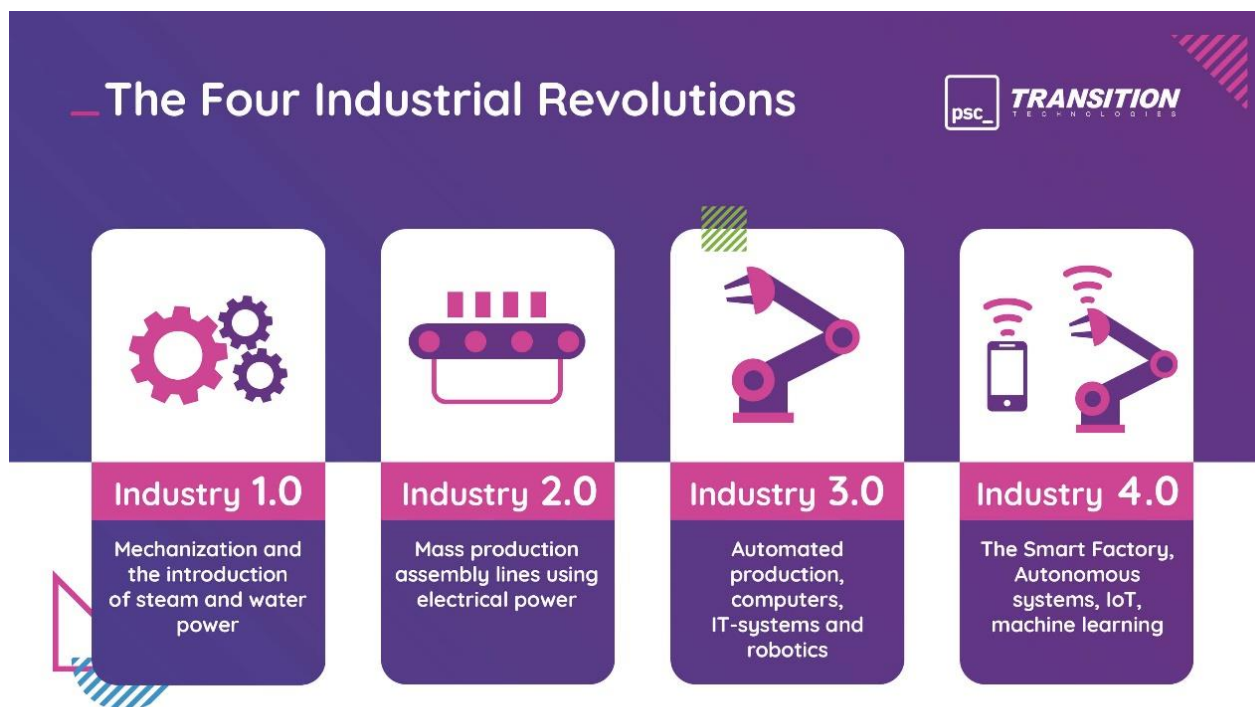 _The Four Industrial Revolutions
psc_
TRANSITION
TECHNOLOGIES
Industry 1.0
Mechanization and
the introduction
of steam and water
power
Industry 2.0
Mass production
assembly lines using
electrical power
Industry 3.0
Automated
production,
computers,
IT-systems and
robotics
Industry 4.0
The Smart Factory,
Autonomous
systems, IoT,
machine learning